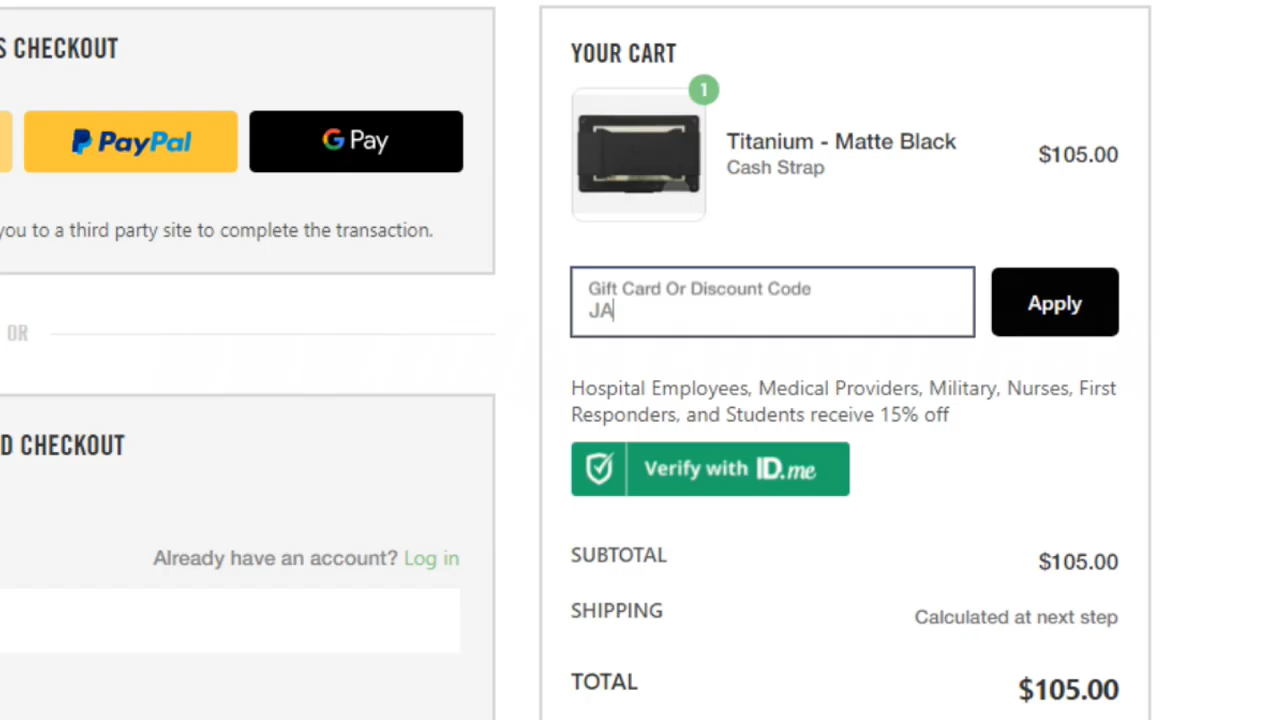 S CHECKOUT
PayPal
G Pay
you to a third party site to complete the transaction.
OR
D CHECKOUT
Already have an account? Log in
YOUR CART
1
Titanium - Matte Black
Cash Strap
$105.00
Gift Card Or Discount Code
JA
Apply
Hospital Employees, Medical Providers, Military, Nurses, First
Responders, and Students receive 15% off
Verify with ID.me
SUBTOTAL
$105.00
SHIPPING
Calculated at next step
TOTAL
$105.00